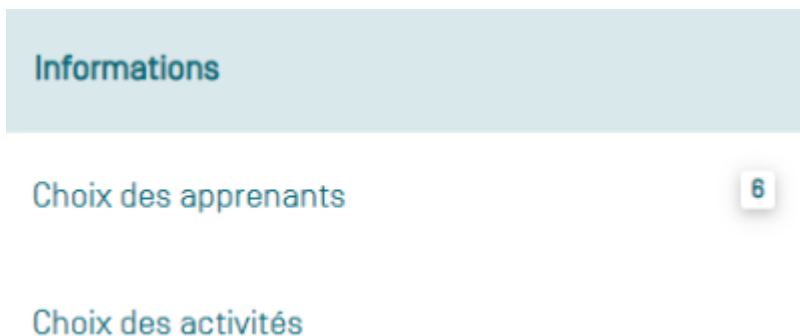 Informations
Choix des apprenants 6
Choix des activités